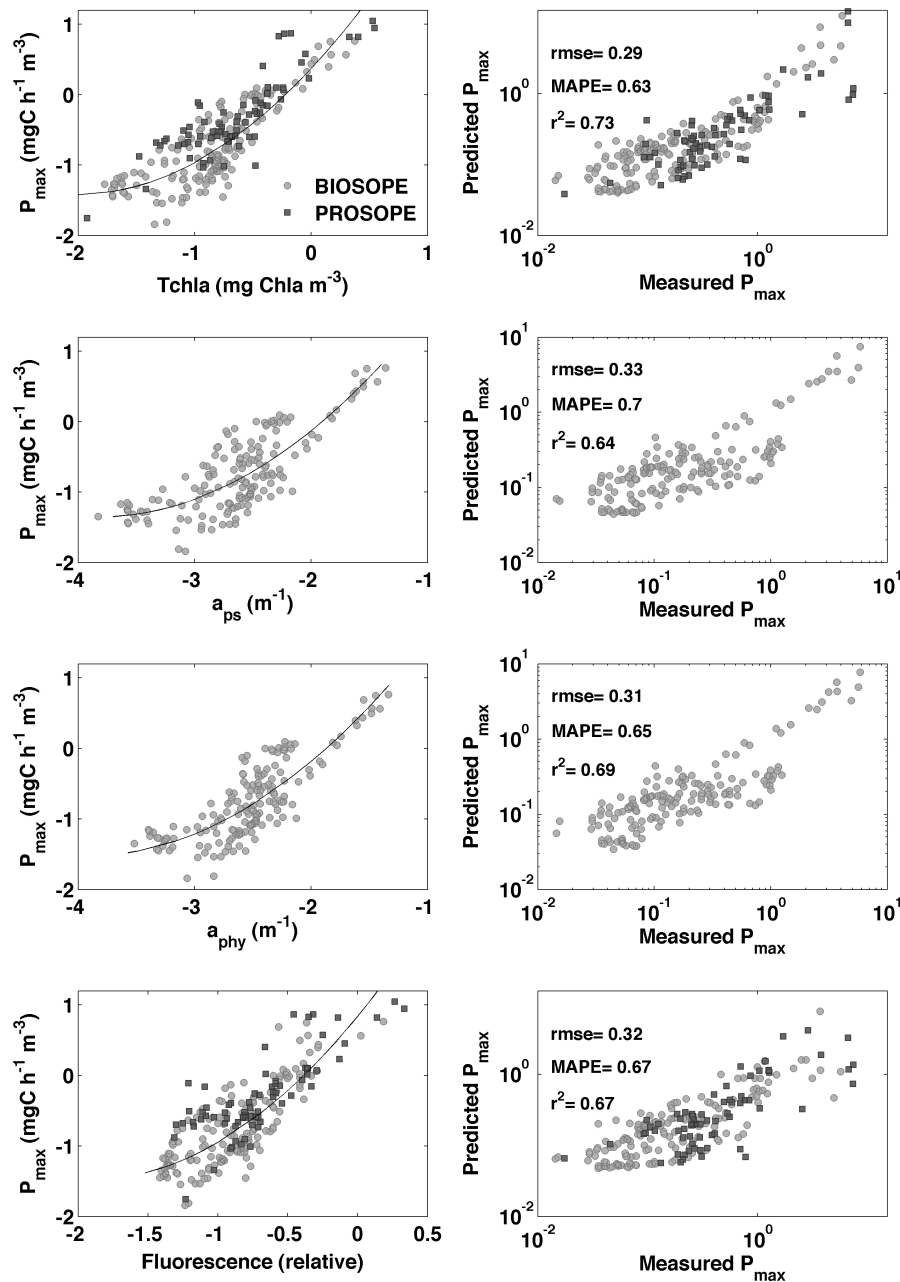 P_max (mgC h^-1 m^-3)
1
0
-1
-2
-2 -1 0 1
Tchla (mg Chla m^-3)
BIOSOPE
PROSOPE
Predicted P_max
10^0
10^-2
10^-2 10^0
Measured P_max
rmse= 0.29
MAPE= 0.63
r^2= 0.73
P_max (mgC h^-1 m^-3)
1
0
-1
-2
-4 -3 -2 -1
a_ps (m^-1)
Predicted P_max
10^1
10^0
10^-1
10^-2
10^-2 10^-1 10^0 10^1
Measured P_max
rmse= 0.33
MAPE= 0.7
r^2= 0.64
P_max (mgC h^-1 m^-3)
1
0
-1
-2
-4 -3 -2 -1
a_phy (m^-1)
Predicted P_max
10^1
10^0
10^-1
10^-2
10^-2 10^-1 10^0 10^1
Measured P_max
rmse= 0.31
MAPE= 0.65
r^2= 0.69
P_max (mgC h^-1 m^-3)
1
0
-1
-2
-2 -1.5 -1 -0.5 0 0.5
Fluorescence (relative)
Predicted P_max
10^0
10^-2
10^-2 10^0
Measured P_max
rmse= 0.32
MAPE= 0.67
r^2= 0.67